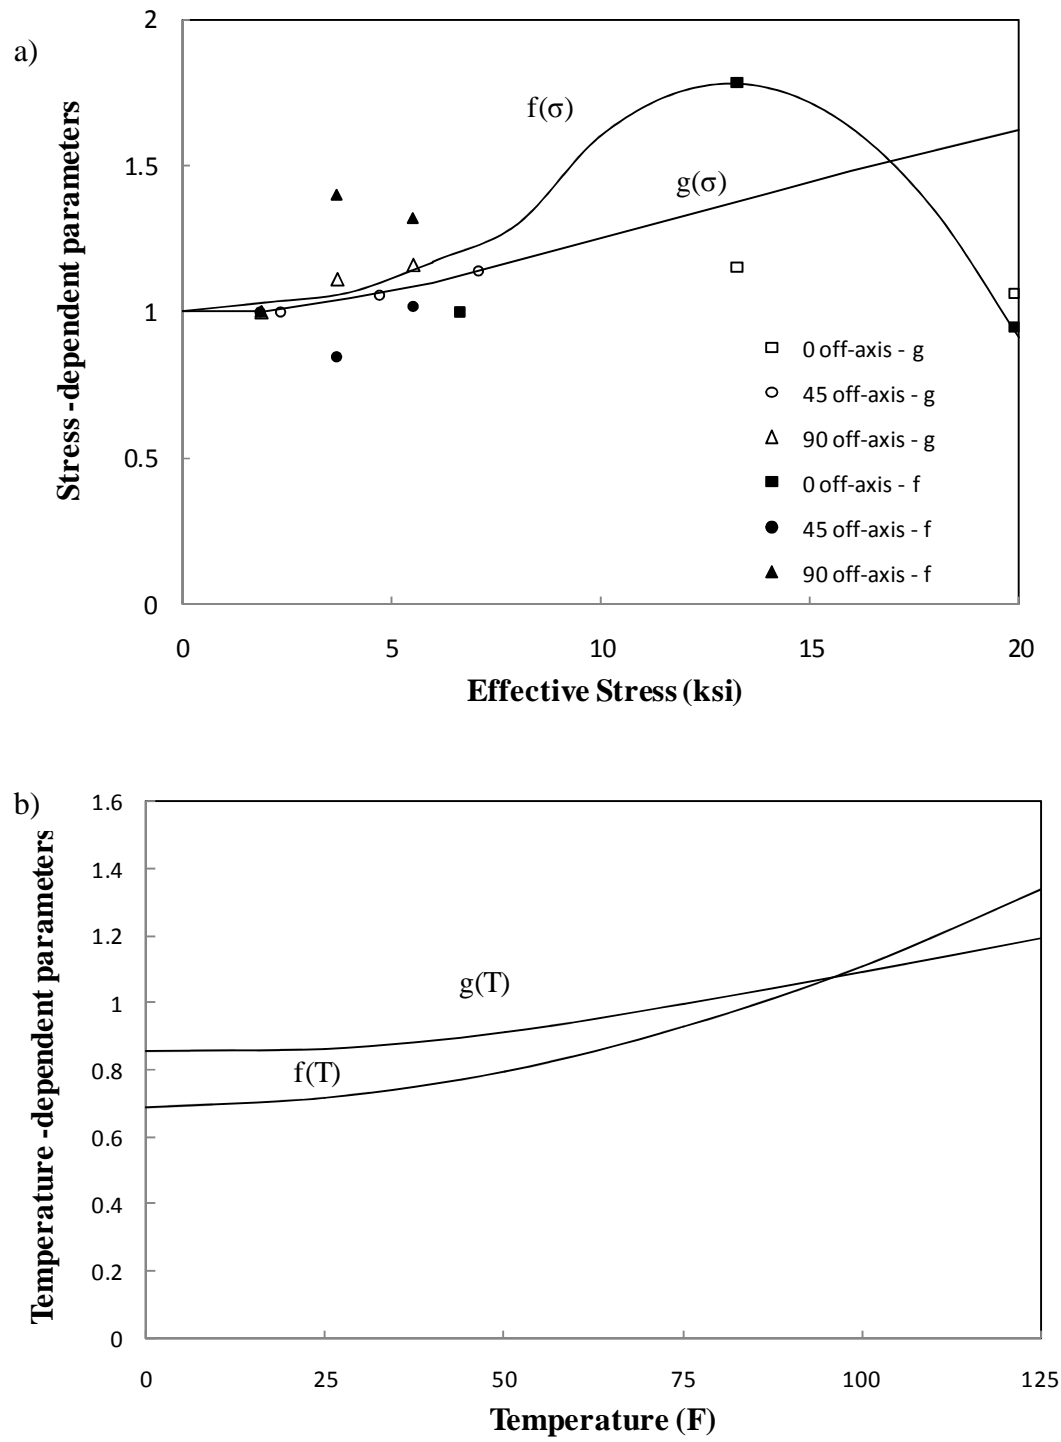 a)
Stress -dependent parameters
2
1.5
1
0.5
0
f(σ)
g(σ)
0 off-axis - g
45 off-axis - g
90 off-axis - g
0 off-axis - f
45 off-axis - f
90 off-axis - f
0 5 10 15 20
Effective Stress (ksi)
b)
Temperature -dependent parameters
1.6
1.4
1.2
1
0.8
0.6
0.4
0.2
0
g(T)
f(T)
0 25 50 75 100 125
Temperature (F)